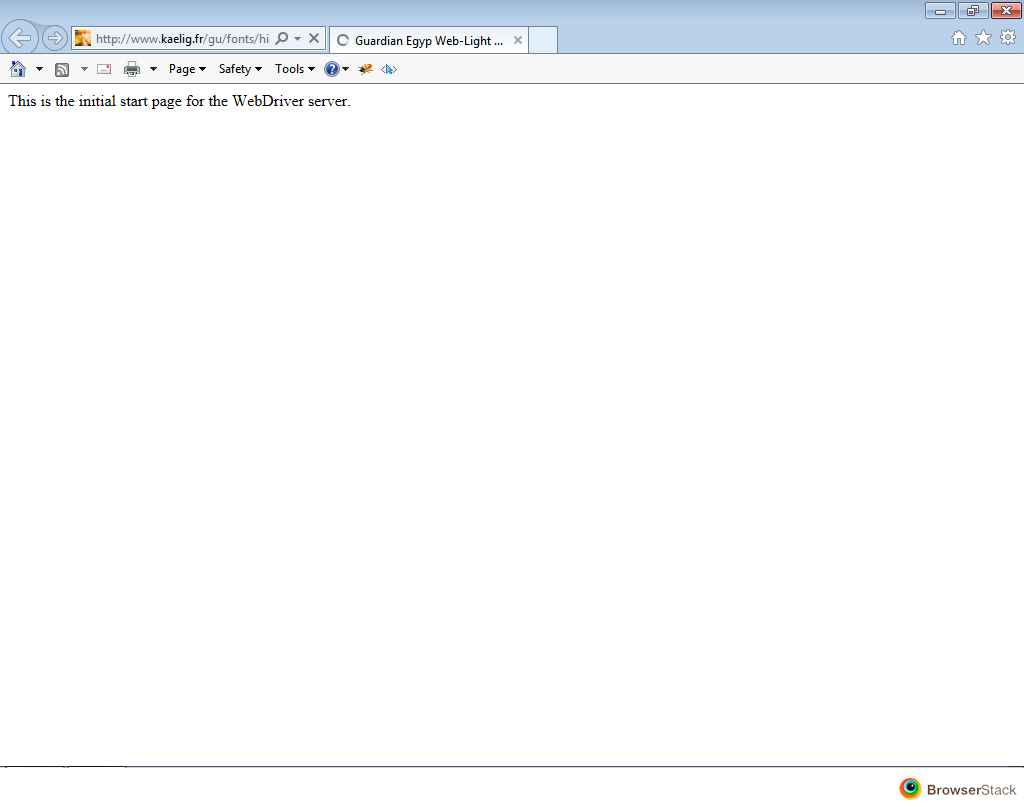 http://www.kaelig.fr/gu/fonts/hi
Guardian Egyp Web-Light ...
Page Safety Tools
This is the initial start page for the WebDriver server.
BrowserStack